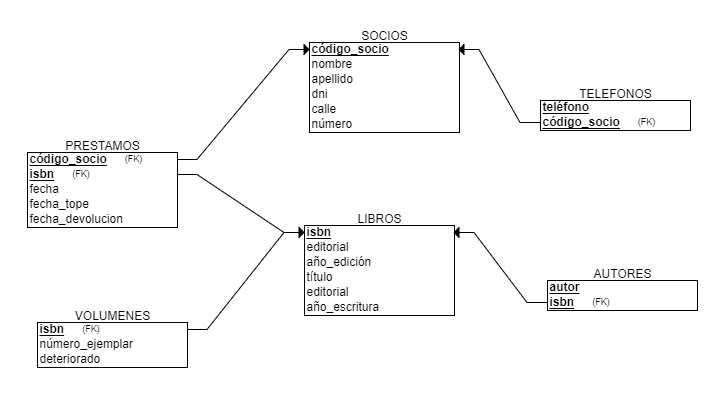 SOCIOS
código_socio
nombre
apellido
dni
calle
número
TELEFONOS
teléfono
código_socio (FK)
PRESTAMOS
código_socio (FK)
isbn (FK)
fecha
fecha_tope
fecha_devolucion
LIBROS
isbn
editorial
año_edición
título
editorial
año_escritura
AUTORES
autor
isbn (FK)
VOLUMENES
isbn (FK)
número_ejemplar
deteriorado